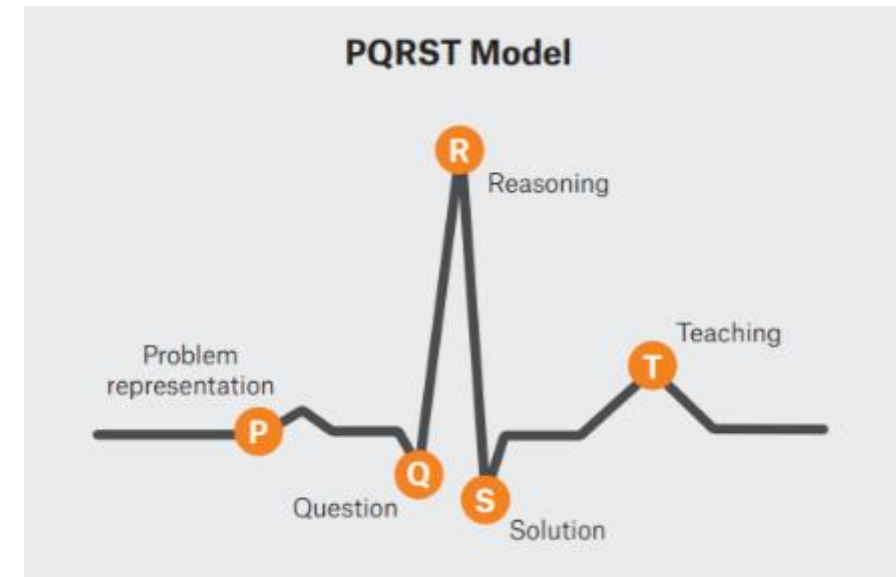 PQRST Model
R
Reasoning
Teaching
T
Problem
representation
P
Q
Question
S
Solution